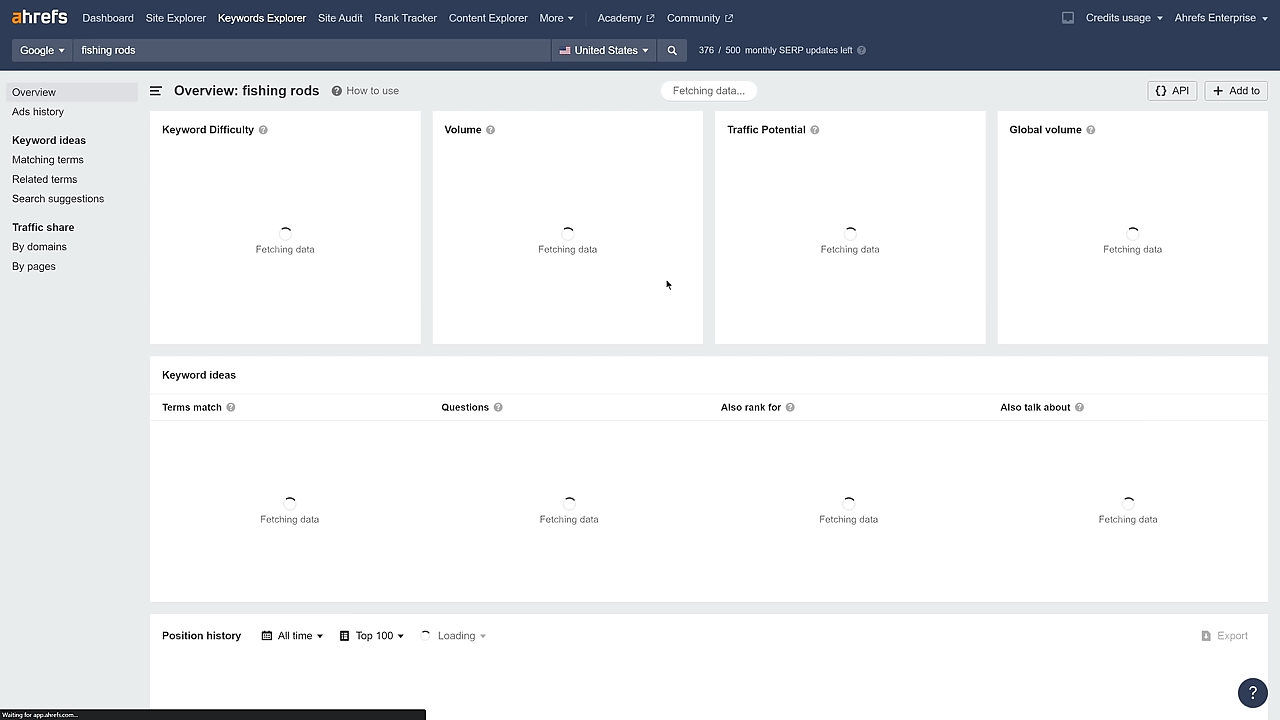 ahrefs Dashboard Site Explorer Keywords Explorer Site Audit Rank Tracker Content Explorer More Academy Community Credits usage Ahrefs Enterprise
Google fishing rods United States 376 / 500 monthly SERP updates left ?
Overview
Ads history
Keyword ideas
Matching terms
Related terms
Search suggestions
Traffic share
By domains
By pages
Overview: fishing rods ? How to use Fetching data... {} API + Add to
Keyword Difficulty ? Volume ? Traffic Potential ? Global volume ?
Fetching data Fetching data Fetching data Fetching data
Keyword ideas
Terms match ? Questions ? Also rank for ? Also talk about ?
Fetching data Fetching data Fetching data Fetching data
Position history All time Top 100 Loading Export
?
Waiting for app.ahrefs.com...